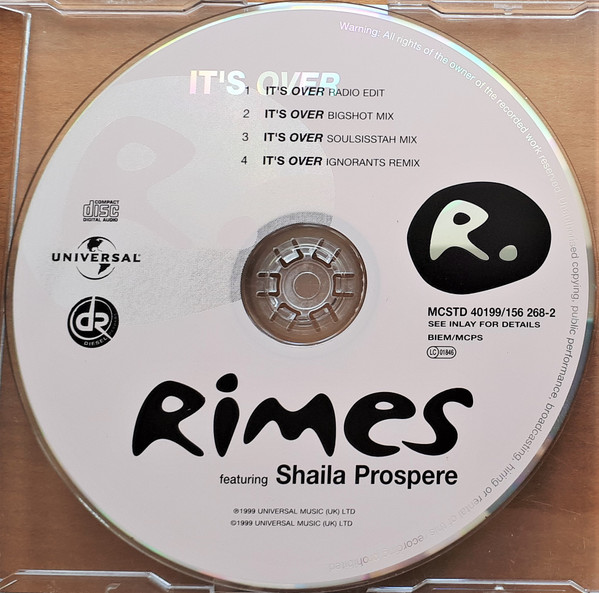 Warning: All rights of the owner of the recorded work reserved. Unauthorised copying, public performance, broadcasting, hiring or rental of this recording prohibited
IT'S OVER
1 IT'S OVER RADIO EDIT
2 IT'S OVER BIGSHOT MIX
3 IT'S OVER SOULSISSTAH MIX
4 IT'S OVER IGNORANTS REMIX
R.
COMPACT
disc
DIGITAL AUDIO
R.
UNIVERSAL
dR
DIESEL
MCSTD 40199/156 268-2
SEE INLAY FOR DETAILS
BIEM/MCPS
LC 01846
RiMES
featuring Shaila Prospere
℗1999 UNIVERSAL MUSIC (UK) LTD
©1999 UNIVERSAL MUSIC (UK) LTD